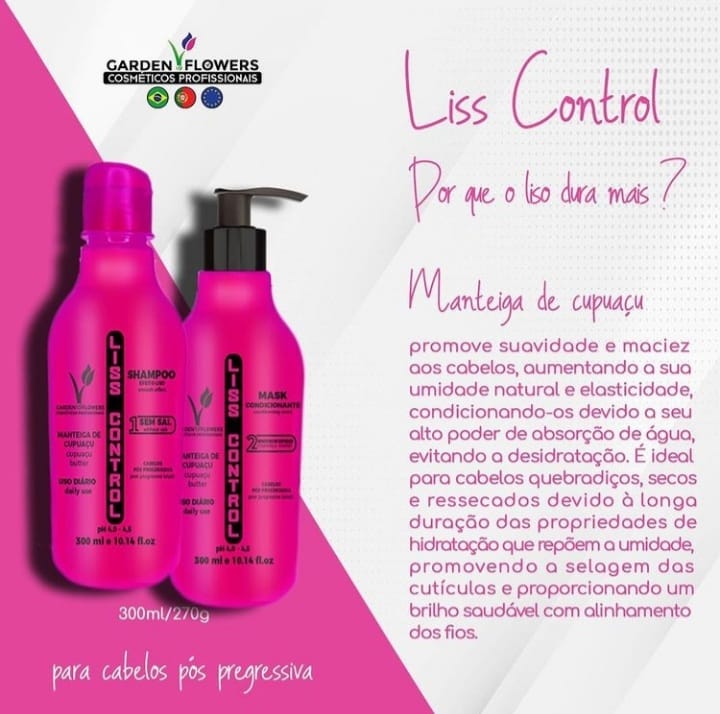 GARDEN FLOWERS
COSMÉTICOS PROFISSIONAIS
Liss Control
Por que o liso dura mais?
Manteiga de cupuaçu
promove suavidade e maciez
aos cabelos, aumentando a sua
umidade natural e elasticidade,
condicionando-os devido a seu
alto poder de absorção de água,
evitando a desidratação. É ideal
para cabelos quebradiços, secos
e ressecados devido à longa
duração das propriedades de
hidratação que repõem a umidade,
promovendo a selagem das
cutículas e proporcionando um
brilho saudável com alinhamento
dos fios.
LISS CONTROL
SHAMPOO
GARDEN FLOWERS
1 SEM SAL
MANTEIGA DE
CUPUAÇU
cupuaçu
butter
CABELOS
PÓS PROGRESSIVA
USO DIÁRIO
daily use
pH 4,0 - 4,5
300 ml e 10.14 fl.oz
LISS CONTROL
MASK
CONDICIONANTE
GARDEN FLOWERS
2
MANTEIGA DE
CUPUAÇU
cupuaçu
butter
CABELOS
PÓS PROGRESSIVA
USO DIÁRIO
daily use
pH 4,0 - 4,5
300 ml e 10.14 fl.oz
300ml/270g
para cabelos pós pregressiva